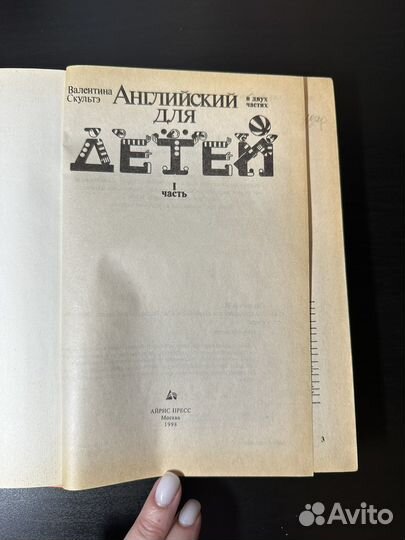 Валентина
Скультэ
Английский
для
в двух
частях
ДЕТЕЙ
I
часть
АЙРИС ПРЕСС
Москва
1998
3
Avito